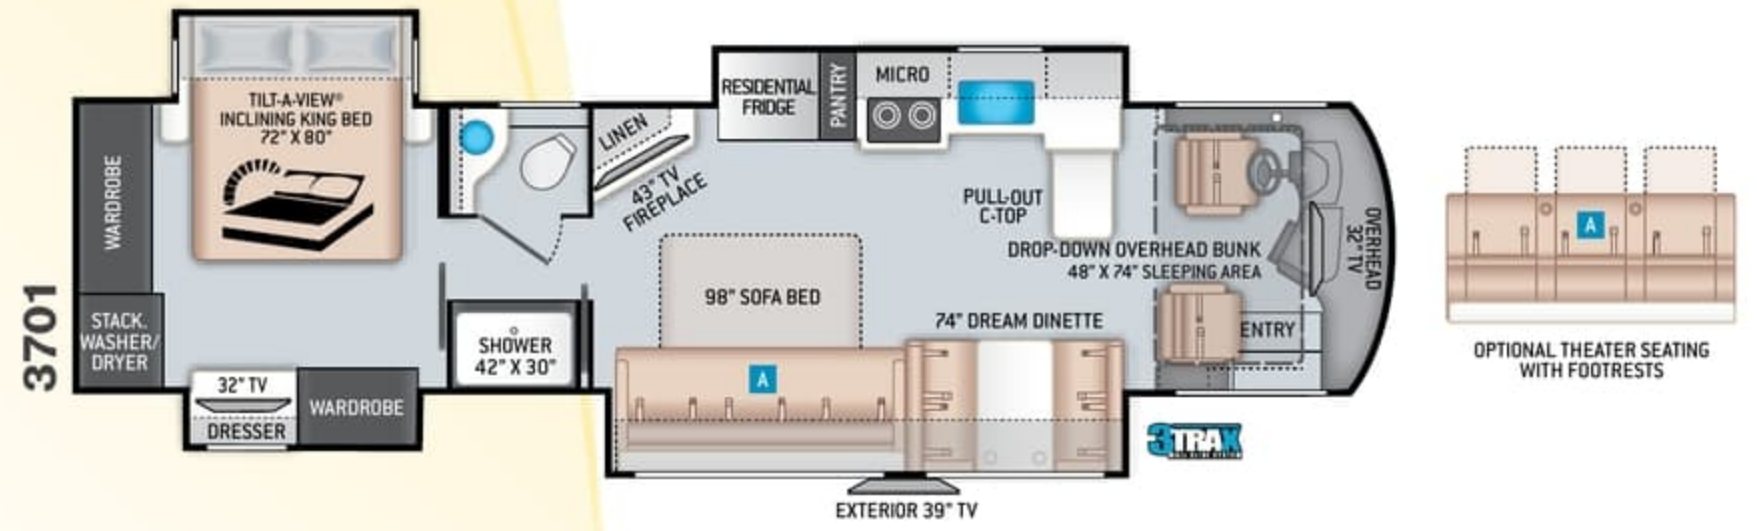 3701
TILT-A-VIEW®
INCLINING KING BED
72" X 80"
WARDROBE
STACK.
WASHER/
DRYER
32" TV
DRESSER
WARDROBE
LINEN
43" TV
FIREPLACE
SHOWER
42" X 30"
RESIDENTIAL
FRIDGE
PANTRY
MICRO
PULL-OUT
C-TOP
DROP-DOWN OVERHEAD BUNK
48" X 74" SLEEPING AREA
98" SOFA BED
74" DREAM DINETTE
A
ENTRY
OVERHEAD
32" TV
EXTERIOR 39" TV
3TRAX
A
OPTIONAL THEATER SEATING
WITH FOOTRESTS